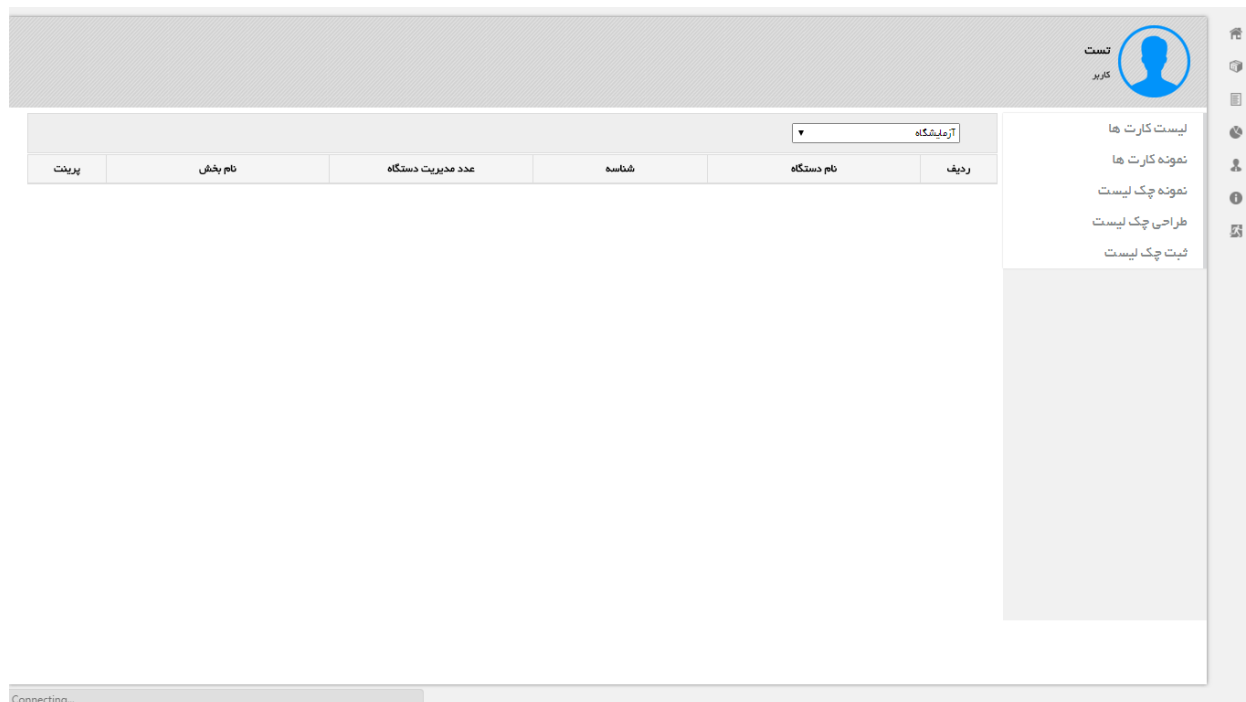 تست
کاربر
لیست کارت ها
نمونه کارت ها
نمونه چک لیست
طراحی چک لیست
ثبت چک لیست
آزمایشگاه
ردیف نام دستگاه شناسه عدد مدیریت دستگاه نام بخش پرینت
Connecting...